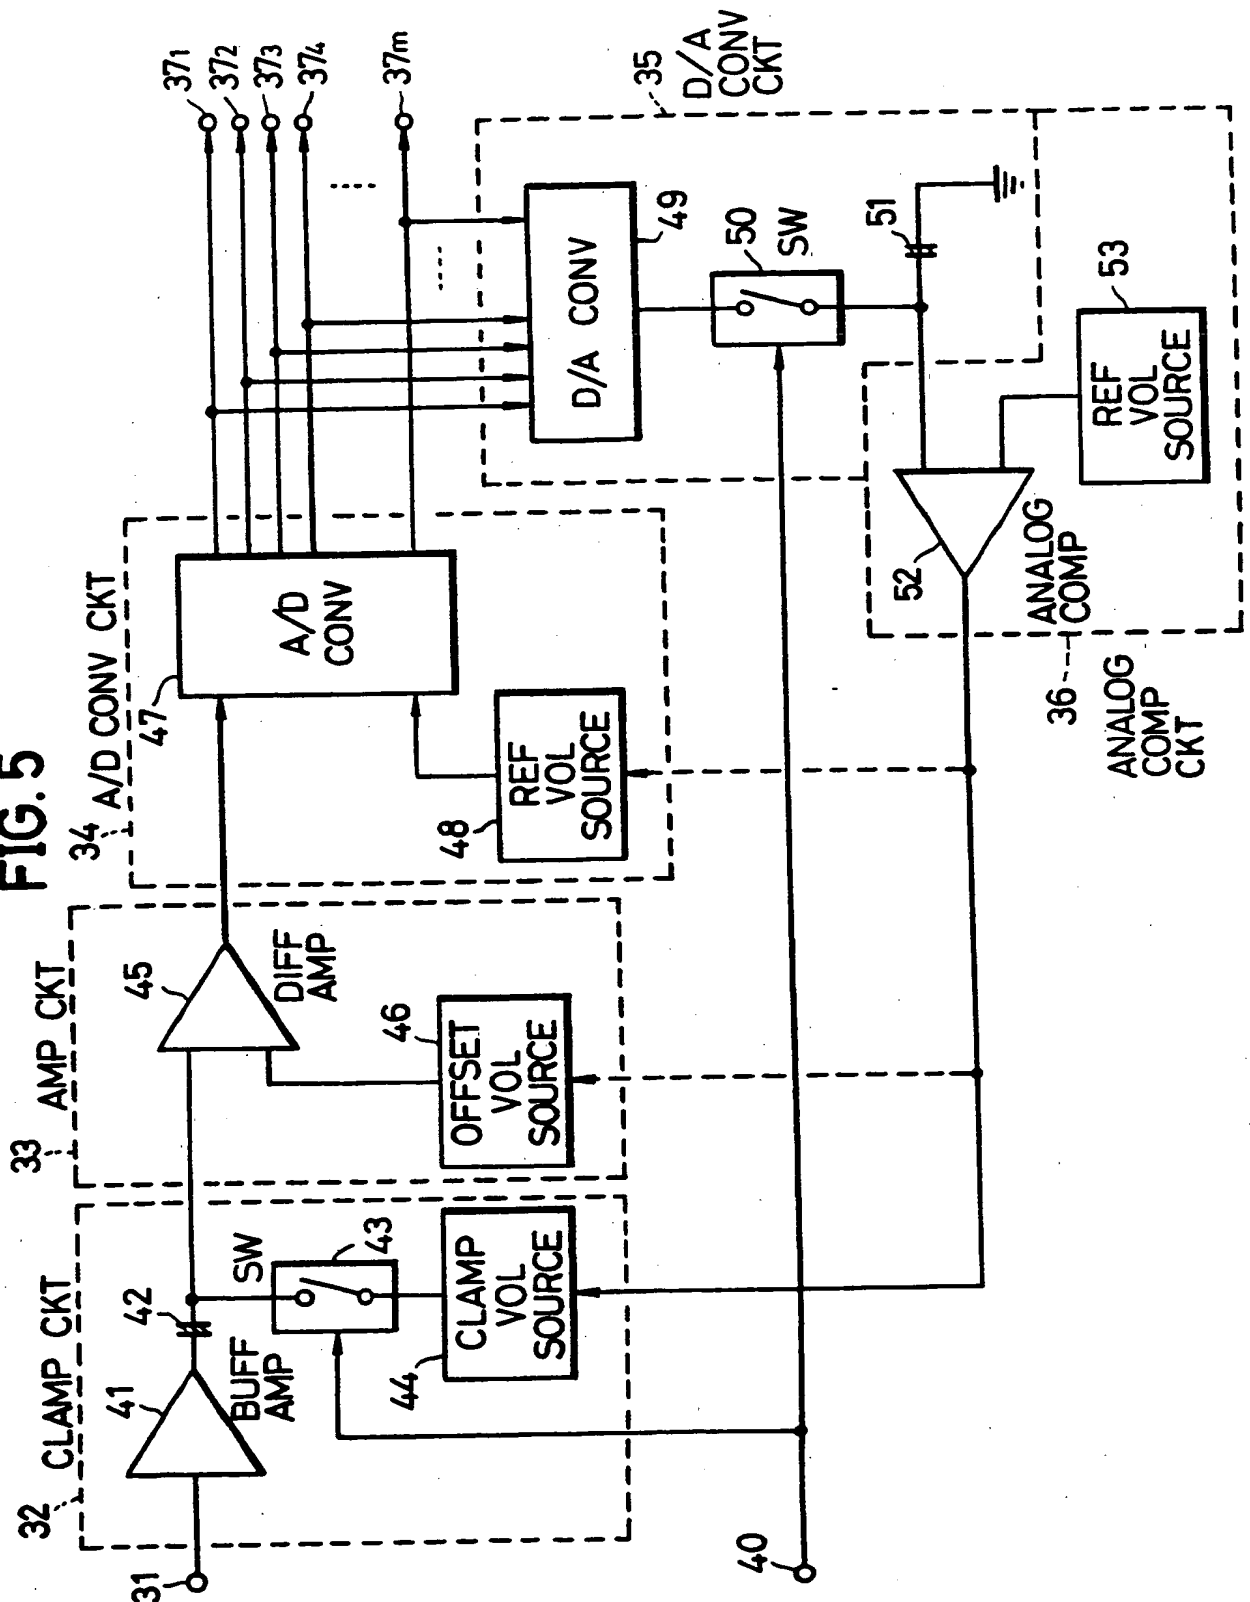 FIG. 5
32 CLAMP CKT
33 AMP CKT
34 A/D CONV CKT
31
41
BUFF
AMP
42
SW
43
44
CLAMP
VOL
SOURCE
45
DIFF
AMP
46
OFFSET
VOL
SOURCE
47
A/D
CONV
48
REF
VOL
SOURCE
371
372
373
374
37m
35
D/A
CONV
CKT
D/A CONV
49
50
SW
51
52
ANALOG
COMP
53
REF
VOL
SOURCE
36
ANALOG
COMP
CKT
40